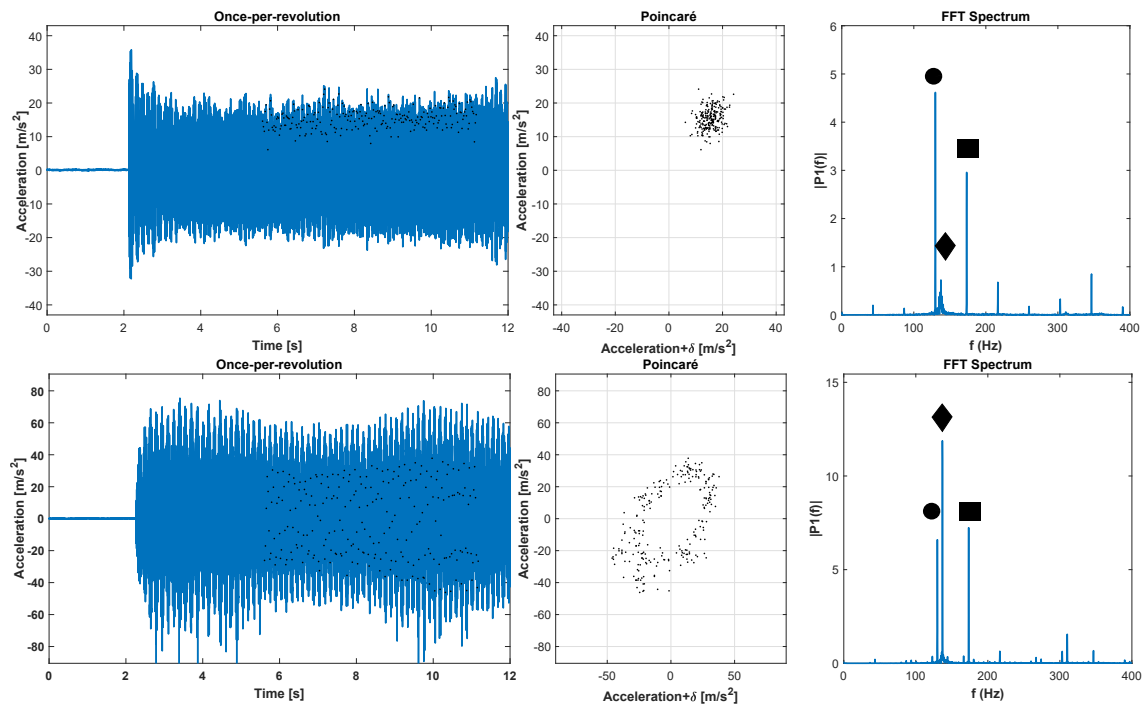 Once-per-revolution
Acceleration [m/s²]
40
30
20
10
0
-10
-20
-30
-40
0 2 4 6 8 10 12
Time [s]
Poincaré
Acceleration [m/s²]
40
30
20
10
0
-10
-20
-30
-40
-40 -20 0 20 40
Acceleration+δ [m/s²]
FFT Spectrum
|P1(f)|
6
5
4
3
2
1
0
0 100 200 300 400
f (Hz)
Once-per-revolution
Acceleration [m/s²]
80
60
40
20
0
-20
-40
-60
-80
0 2 4 6 8 10 12
Time [s]
Poincaré
Acceleration [m/s²]
80
60
40
20
0
-20
-40
-60
-80
-50 0 50
Acceleration+δ [m/s²]
FFT Spectrum
|P1(f)|
15
10
5
0
0 100 200 300 400
f (Hz)